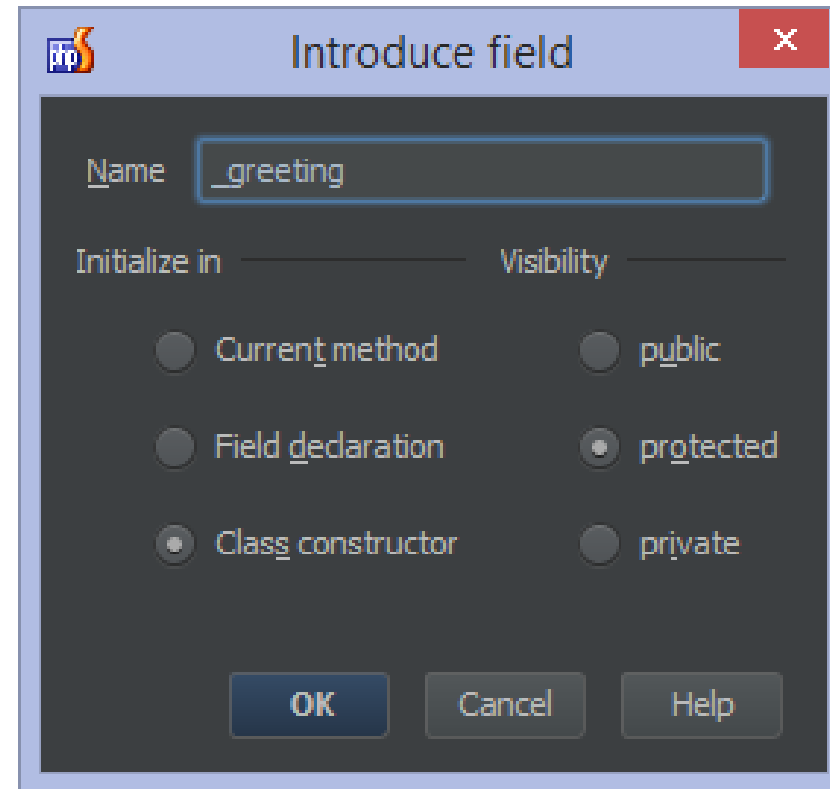 php
Introduce field
Name _greeting
Initialize in Visibility
Current method public
Field declaration protected
Class constructor private
OK Cancel Help